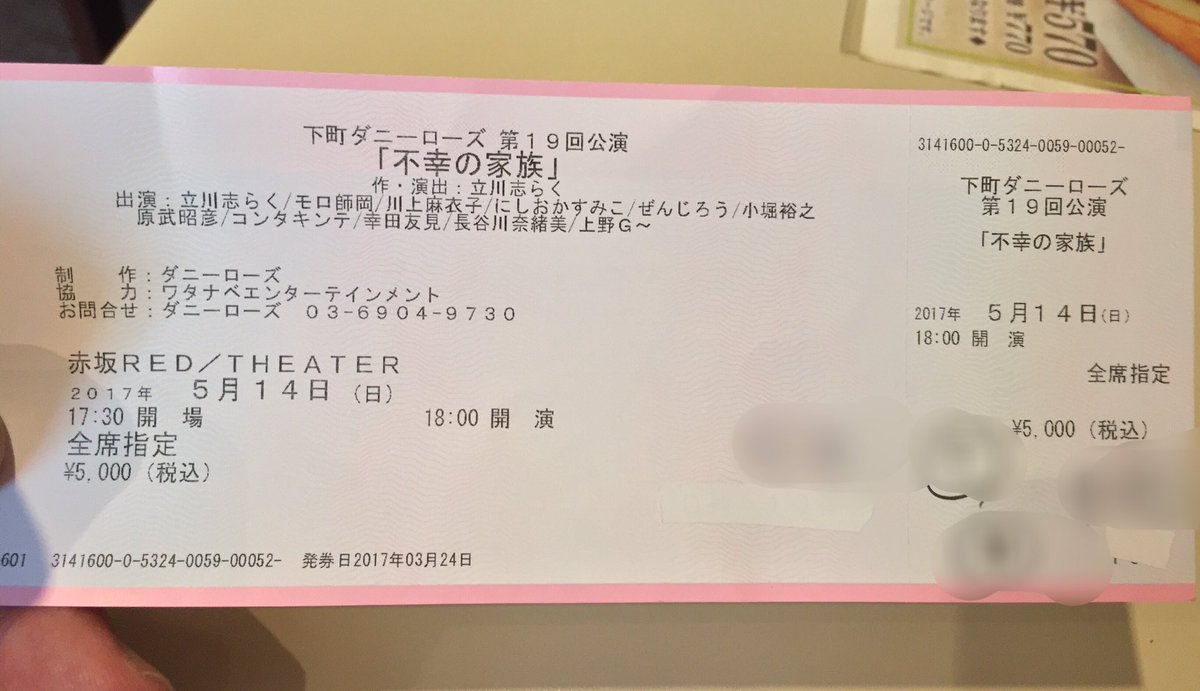 下町ダニーローズ 第19回公演
「不幸の家族」
作・演出:立川志らく
出演:立川志らく/モロ師岡/川上麻衣子/にしおかすみこ/ぜんじろう/小堀裕之
原武昭彦/コンタキンテ/幸田友見/長谷川奈緒美/上野G～
制 作:ダニーローズ
協 力:ワタナベエンターテインメント
お問合せ:ダニーローズ 03-6904-9730
赤坂RED/THEATER
2017年 5月14日(日)
17:30 開 場 18:00 開 演
全席指定
¥5,000(税込)
601 3141600-0-5324-0059-00052- 発券日2017年03月24日
3141600-0-5324-0059-00052-
下町ダニーローズ
第19回公演
「不幸の家族」
2017年 5月14日(日)
18:00 開 演
全席指定
¥5,000(税込)
¥570
¥770